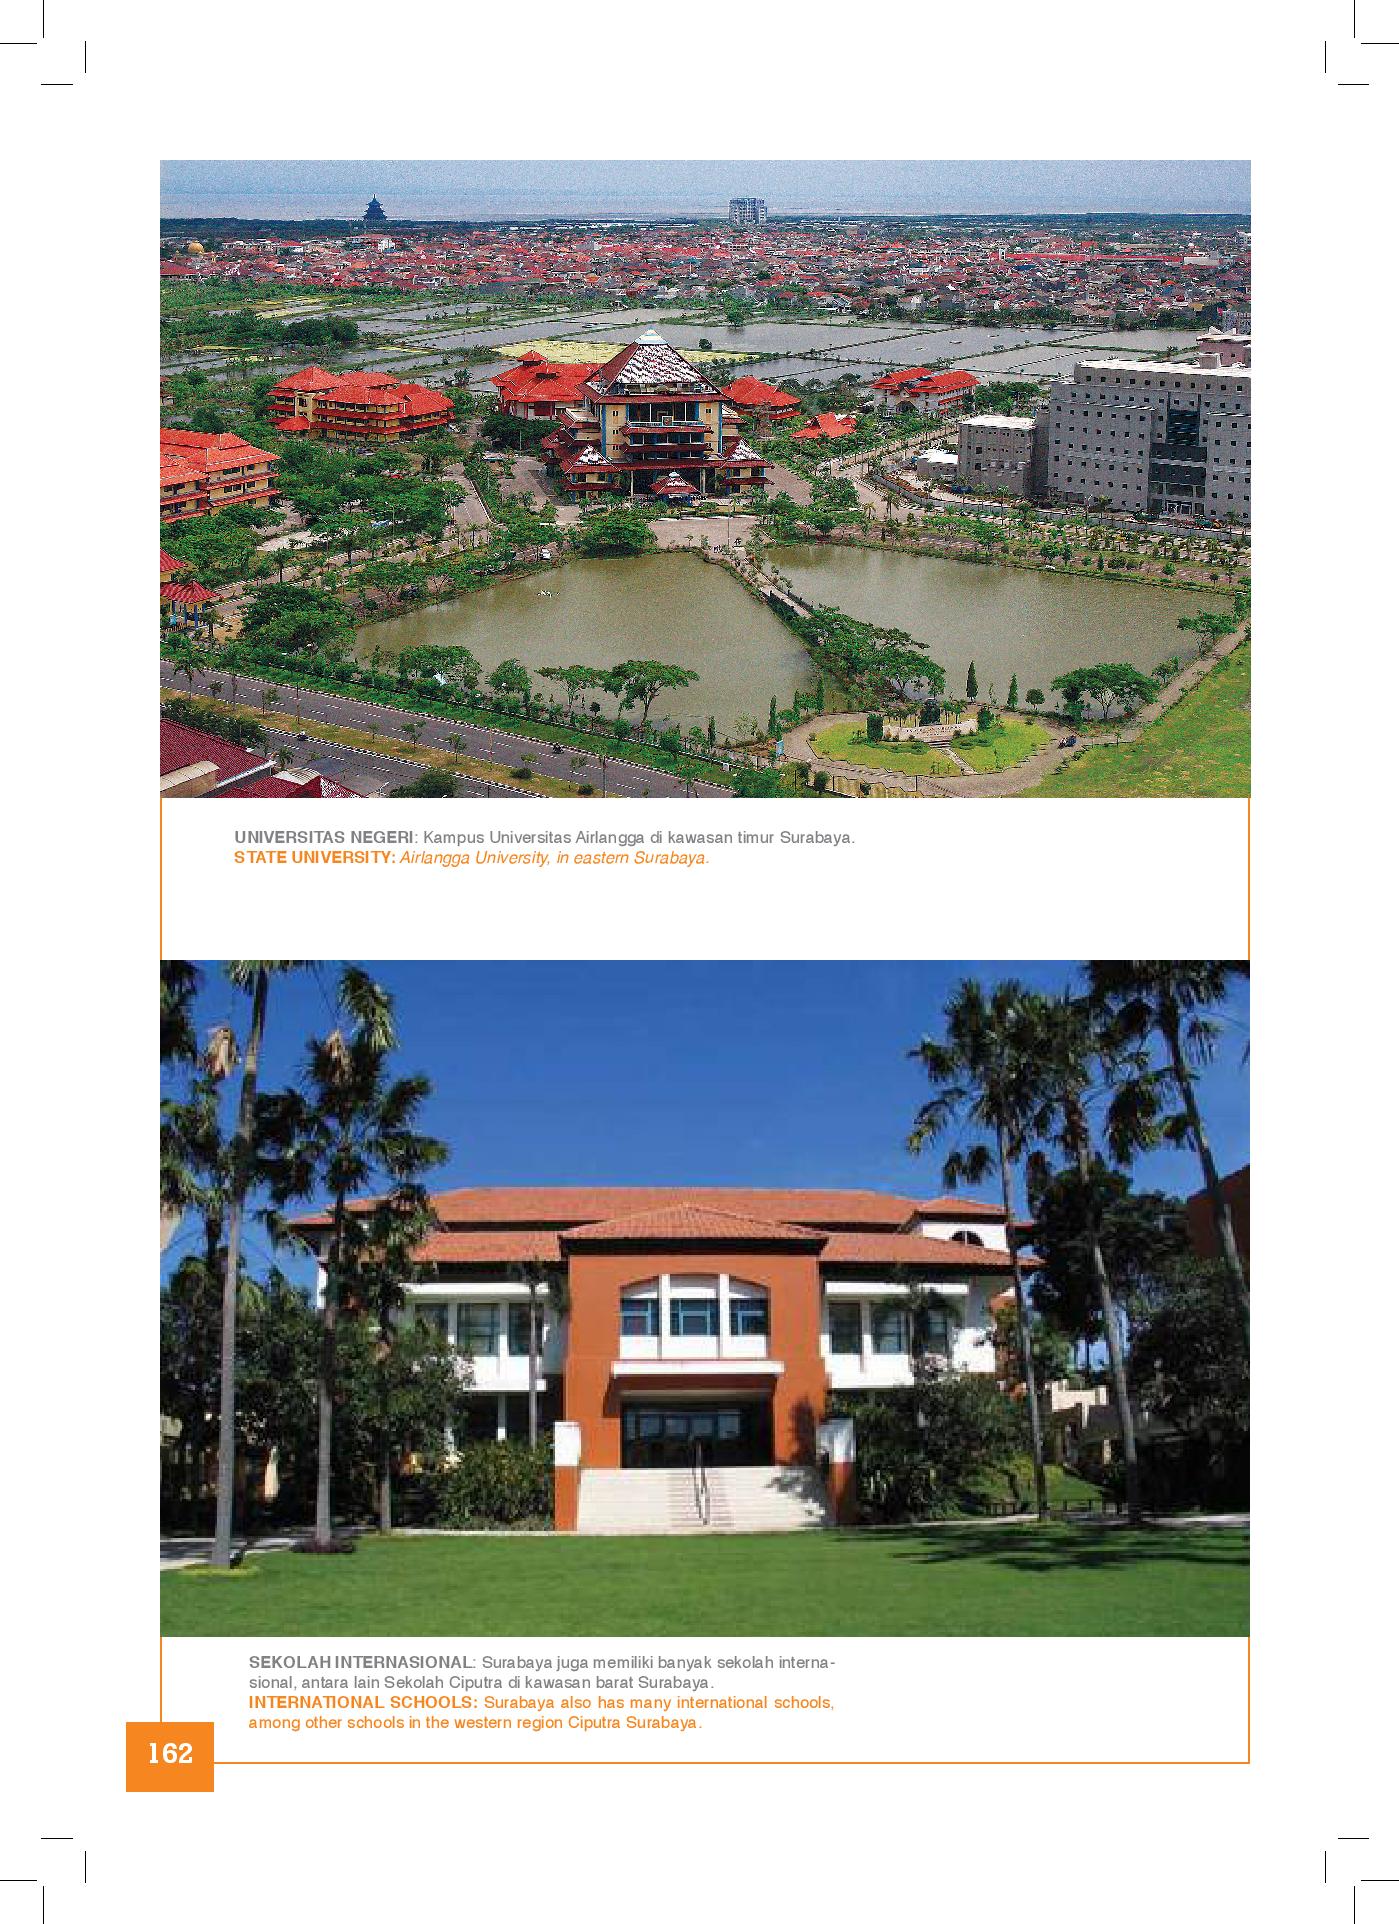 UNIVERSITAS NEGERI: Kampus Universitas Airlangga di kawasan timur Surabaya.
STATE UNIVERSITY: Airlangga University, in eastern Surabaya.
SEKOLAH INTERNASIONAL: Surabaya juga memiliki banyak sekolah interna-
sional, antara lain Sekolah Ciputra di kawasan barat Surabaya.
INTERNATIONAL SCHOOLS: Surabaya also has many international schools,
among other schools in the western region Ciputra Surabaya.
162